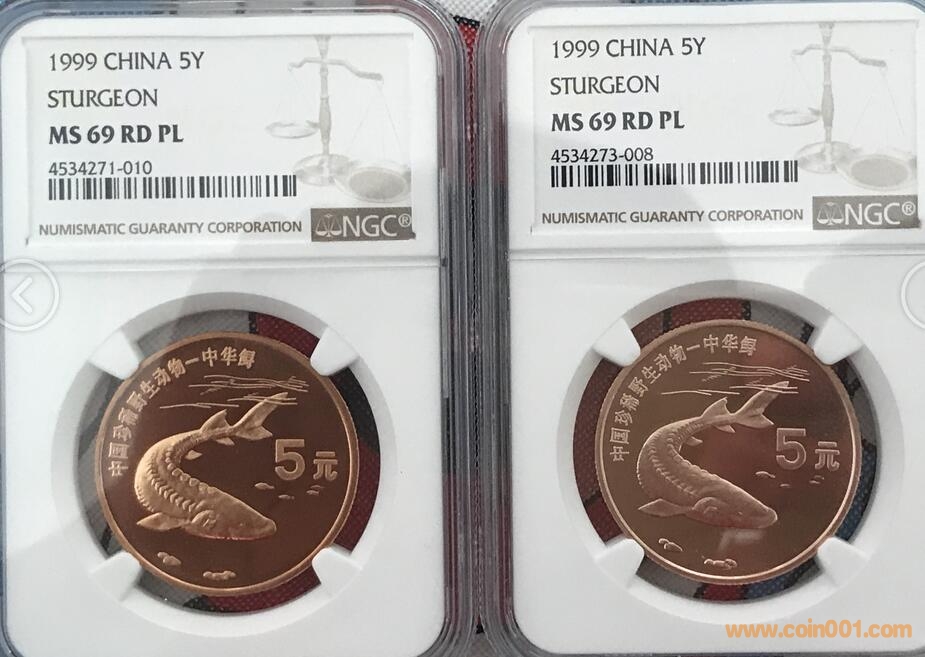 1999 CHINA 5Y
STURGEON
MS 69 RD PL
4534271-010
NUMISMATIC GUARANTY CORPORATION
NGC®
中国珍稀野生动物—中华鲟
5元
1999 CHINA 5Y
STURGEON
MS 69 RD PL
4534273-008
NUMISMATIC GUARANTY CORPORATION
NGC®
中国珍稀野生动物—中华鲟
5元
www.coin001.com